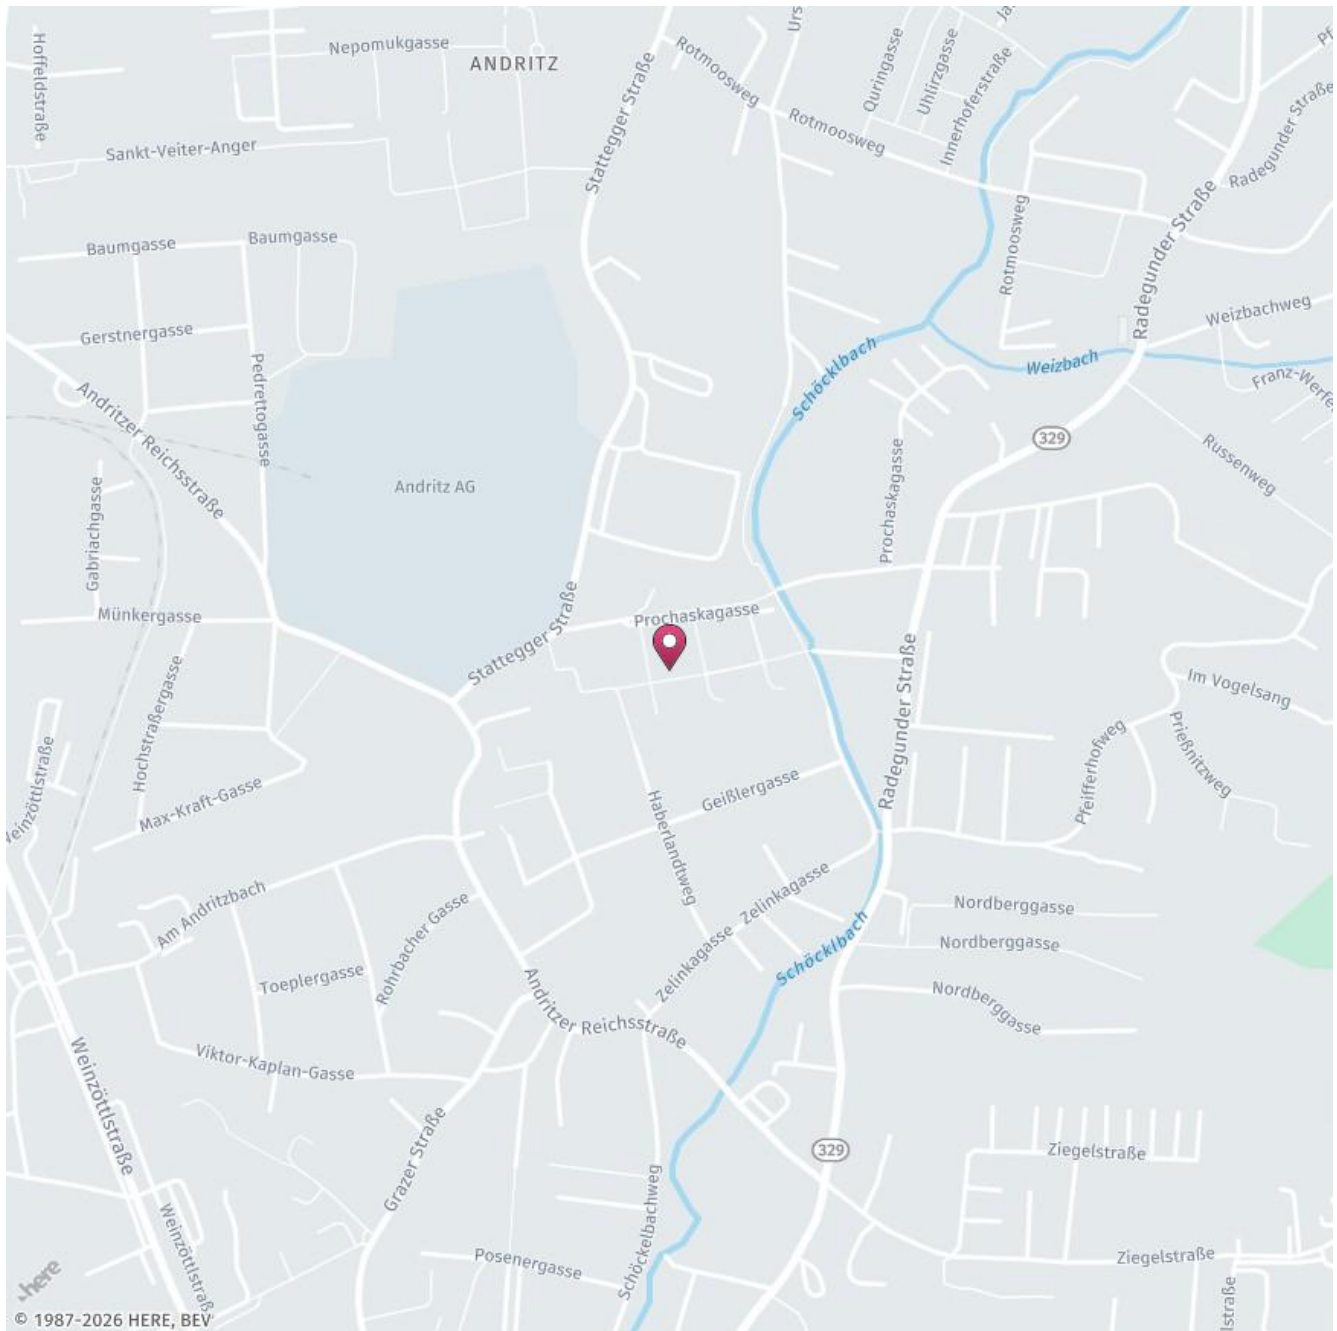 Hoffeldstraße
Nepomukgasse
ANDRITZ
Stattegger Straße
Rotmoosweg
Rotmoosweg
Quringasse
Uhlirzgasse
Innerhoferstraße
Radegunder Straße
Radegunder Straße
Sankt-Veiter-Anger
Baumgasse
Baumgasse
Rotmoosweg
Gerstnergasse
Pedrettogasse
Schöcklbach
Weizbach
Weizbachweg
Franz-Werfe
Andritzer Reichsstraße
329
Russenweg
Andritz AG
Gabriachgasse
Prochaskagasse
Münkergasse
Stattegger Straße
Prochaskagasse
Radegunder Straße
Hochstraßergasse
Im Vogelsang
Prießnitzweg
Pfeifferhofweg
Weinzöttlstraße
Max-Kraft-Gasse
Haberlandtweg
Geißlergasse
Zelinkagasse
Zelinkagasse
Am Andritzbach
Rohrbacher Gasse
Toeplergasse
Schöcklbach
Nordberggasse
Nordberggasse
Nordberggasse
Andritzer Reichsstraße
Viktor-Kaplan-Gasse
Weinzöttlstraße
Grazer Straße
329
Ziegelstraße
Schöckelbachweg
Posenergasse
Weinzöttlstraß
Ziegelstraße
lstraße
here
© 1987-2026 HERE, BEV